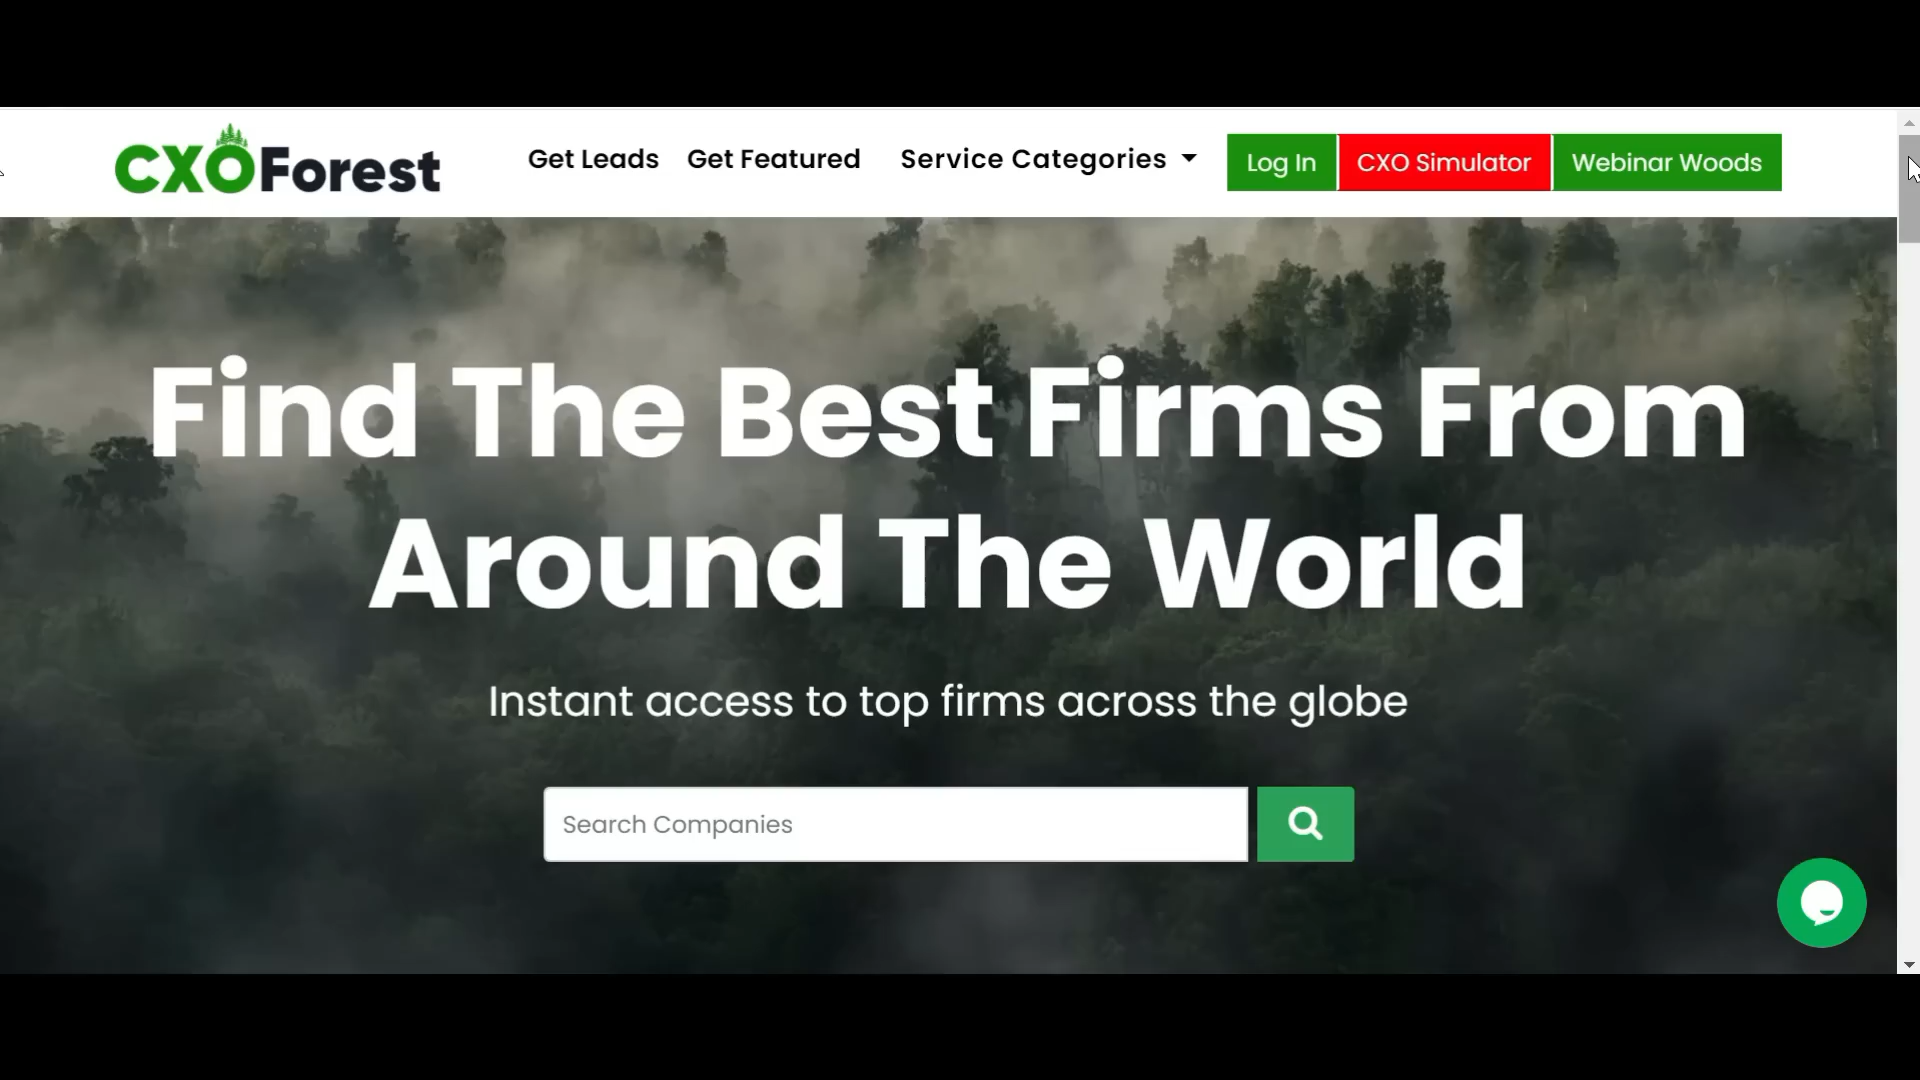 CXOForest
Get Leads Get Featured Service Categories Log In CXO Simulator Webinar Woods
Find The Best Firms From
Around The World
Instant access to top firms across the globe
Search Companies